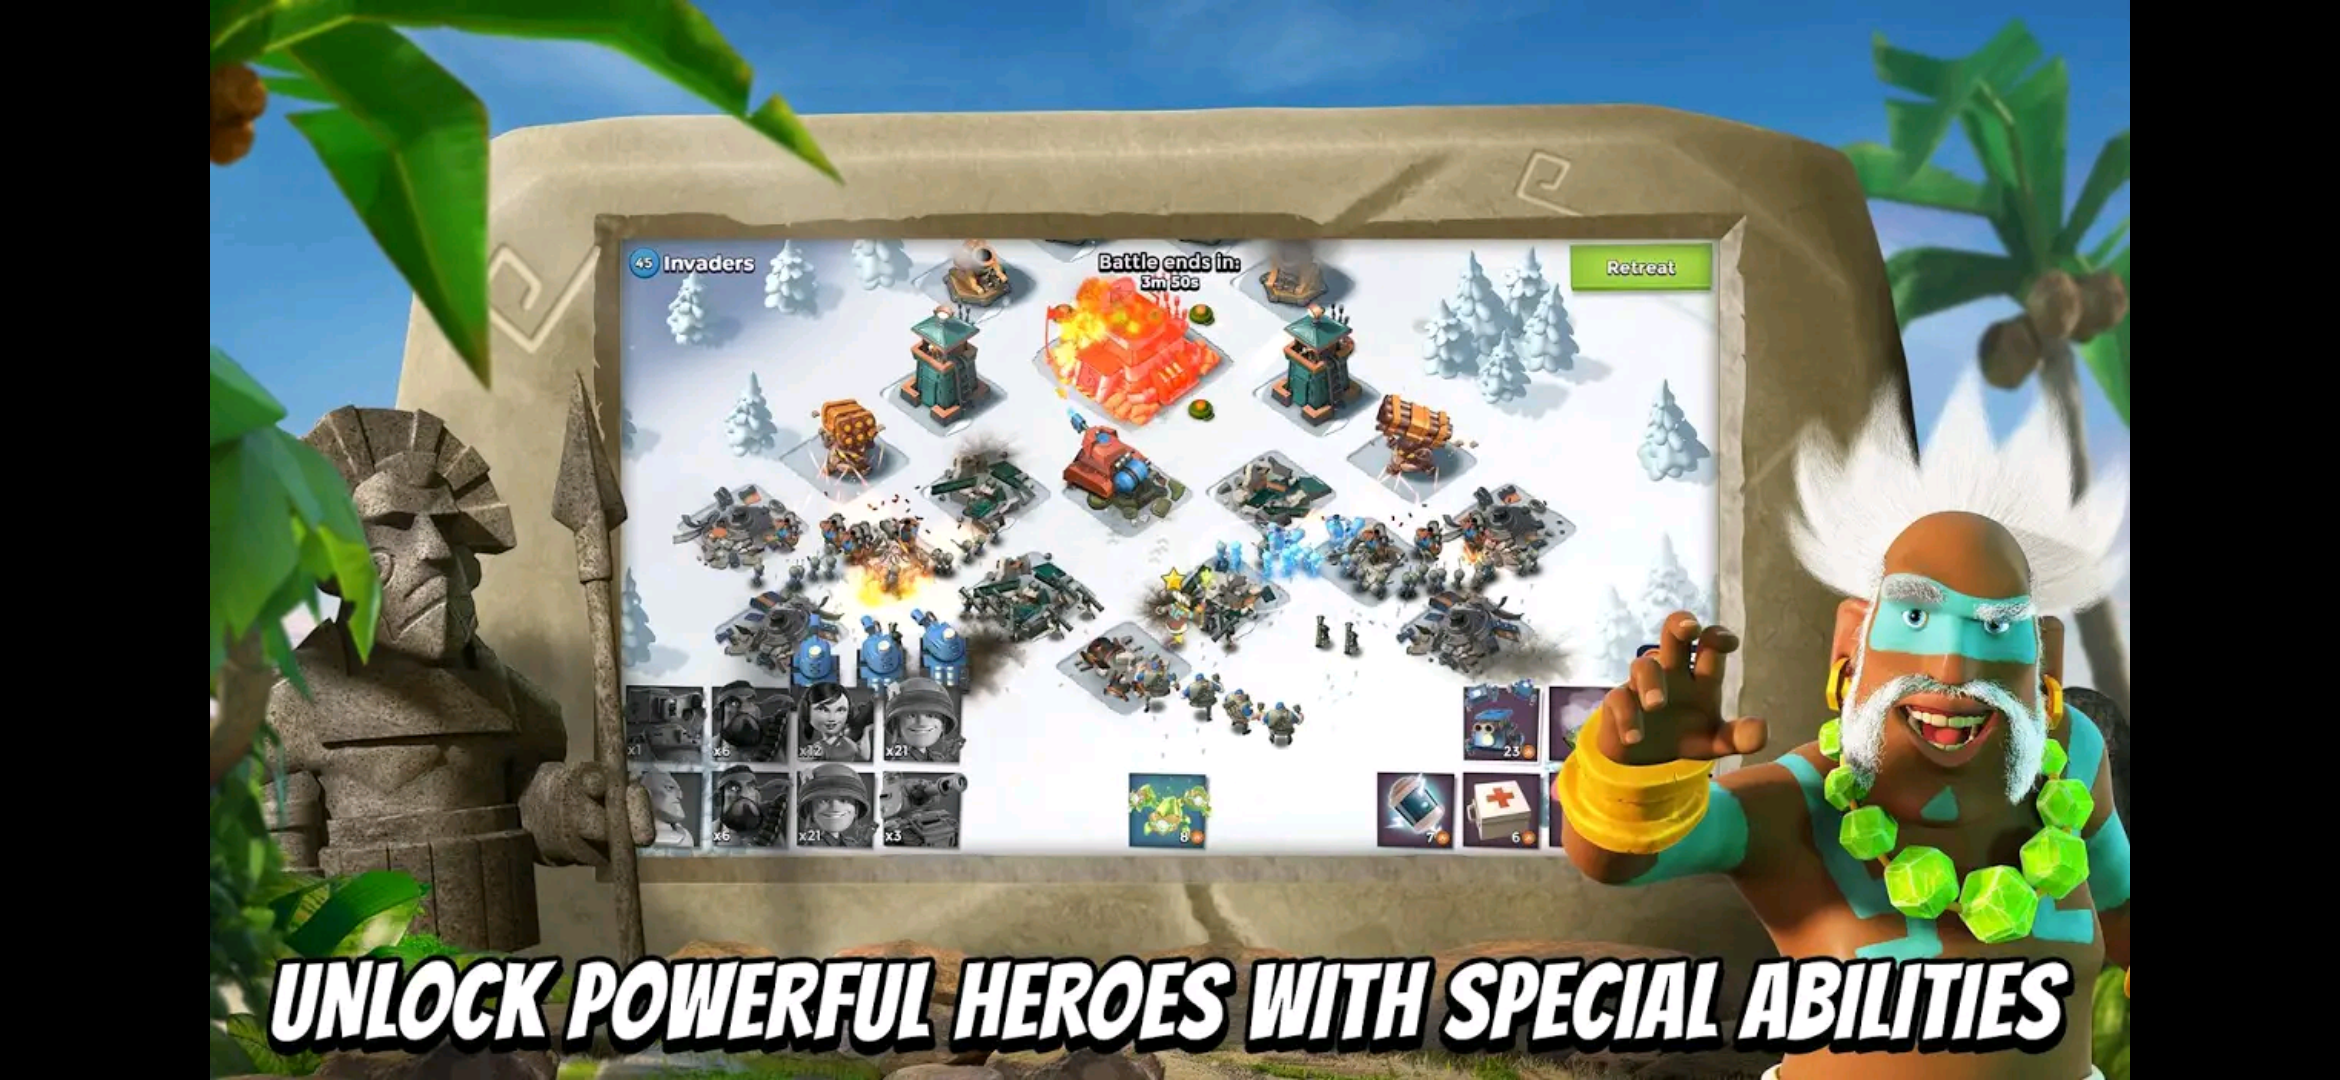 45 Invaders
Battle ends in:
3m 50s
Retreat
x1
x6
x12
x21
23
x6
x21
x3
8
7
6
UNLOCK POWERFUL HEROES WITH SPECIAL ABILITIES